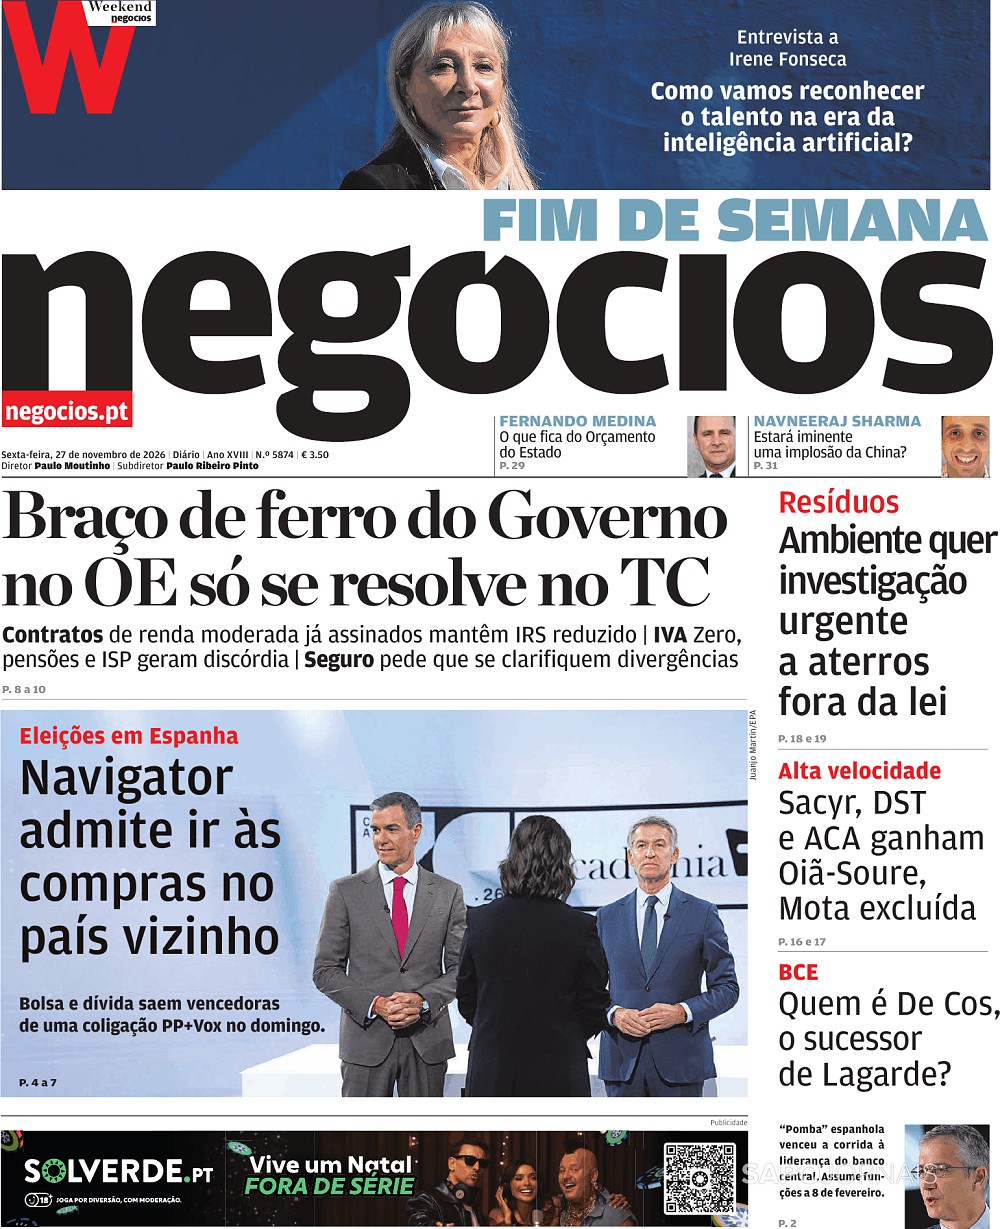 Weekend
negocios
W
Entrevista a
Irene Fonseca
Como vamos reconhecer
o talento na era da
inteligência artificial?
FIM DE SEMANA
negócios
negocios.pt
Sexta-feira, 27 de novembro de 2026 | Diário | Ano XVIII | N.º 5874 | € 3.50
Diretor Paulo Moutinho | Subdiretor Paulo Ribeiro Pinto
FERNANDO MEDINA
O que fica do Orçamento
do Estado
P. 29
NAVNEERAJ SHARMA
Estará iminente
uma implosão da China?
P. 31
Braço de ferro do Governo
no OE só se resolve no TC
Contratos de renda moderada já assinados mantêm IRS reduzido | IVA Zero,
pensões e ISP geram discórdia | Seguro pede que se clarifiquem divergências
P. 8 a 10
Eleições em Espanha
Navigator
admite ir às
compras no
país vizinho
Bolsa e dívida saem vencedoras
de uma coligação PP+Vox no domingo.
P. 4 a 7
Juanjo Martín/EPA
.26
cademia
Resíduos
Ambiente quer
investigação
urgente
a aterros
fora da lei
P. 18 e 19
Alta velocidade
Sacyr, DST
e ACA ganham
Oiã-Soure,
Mota excluída
P. 16 e 17
BCE
Quem é De Cos,
o sucessor
de Lagarde?
"Pomba" espanhola
venceu a corrida à
liderança do banco
central. Assume fun-
ções a 8 de fevereiro.
P. 2
Publicidade
SOLVERDE.PT
18+ JOGA POR DIVERSÃO, COM MODERAÇÃO.
Vive um Natal
FORA DE SÉRIE